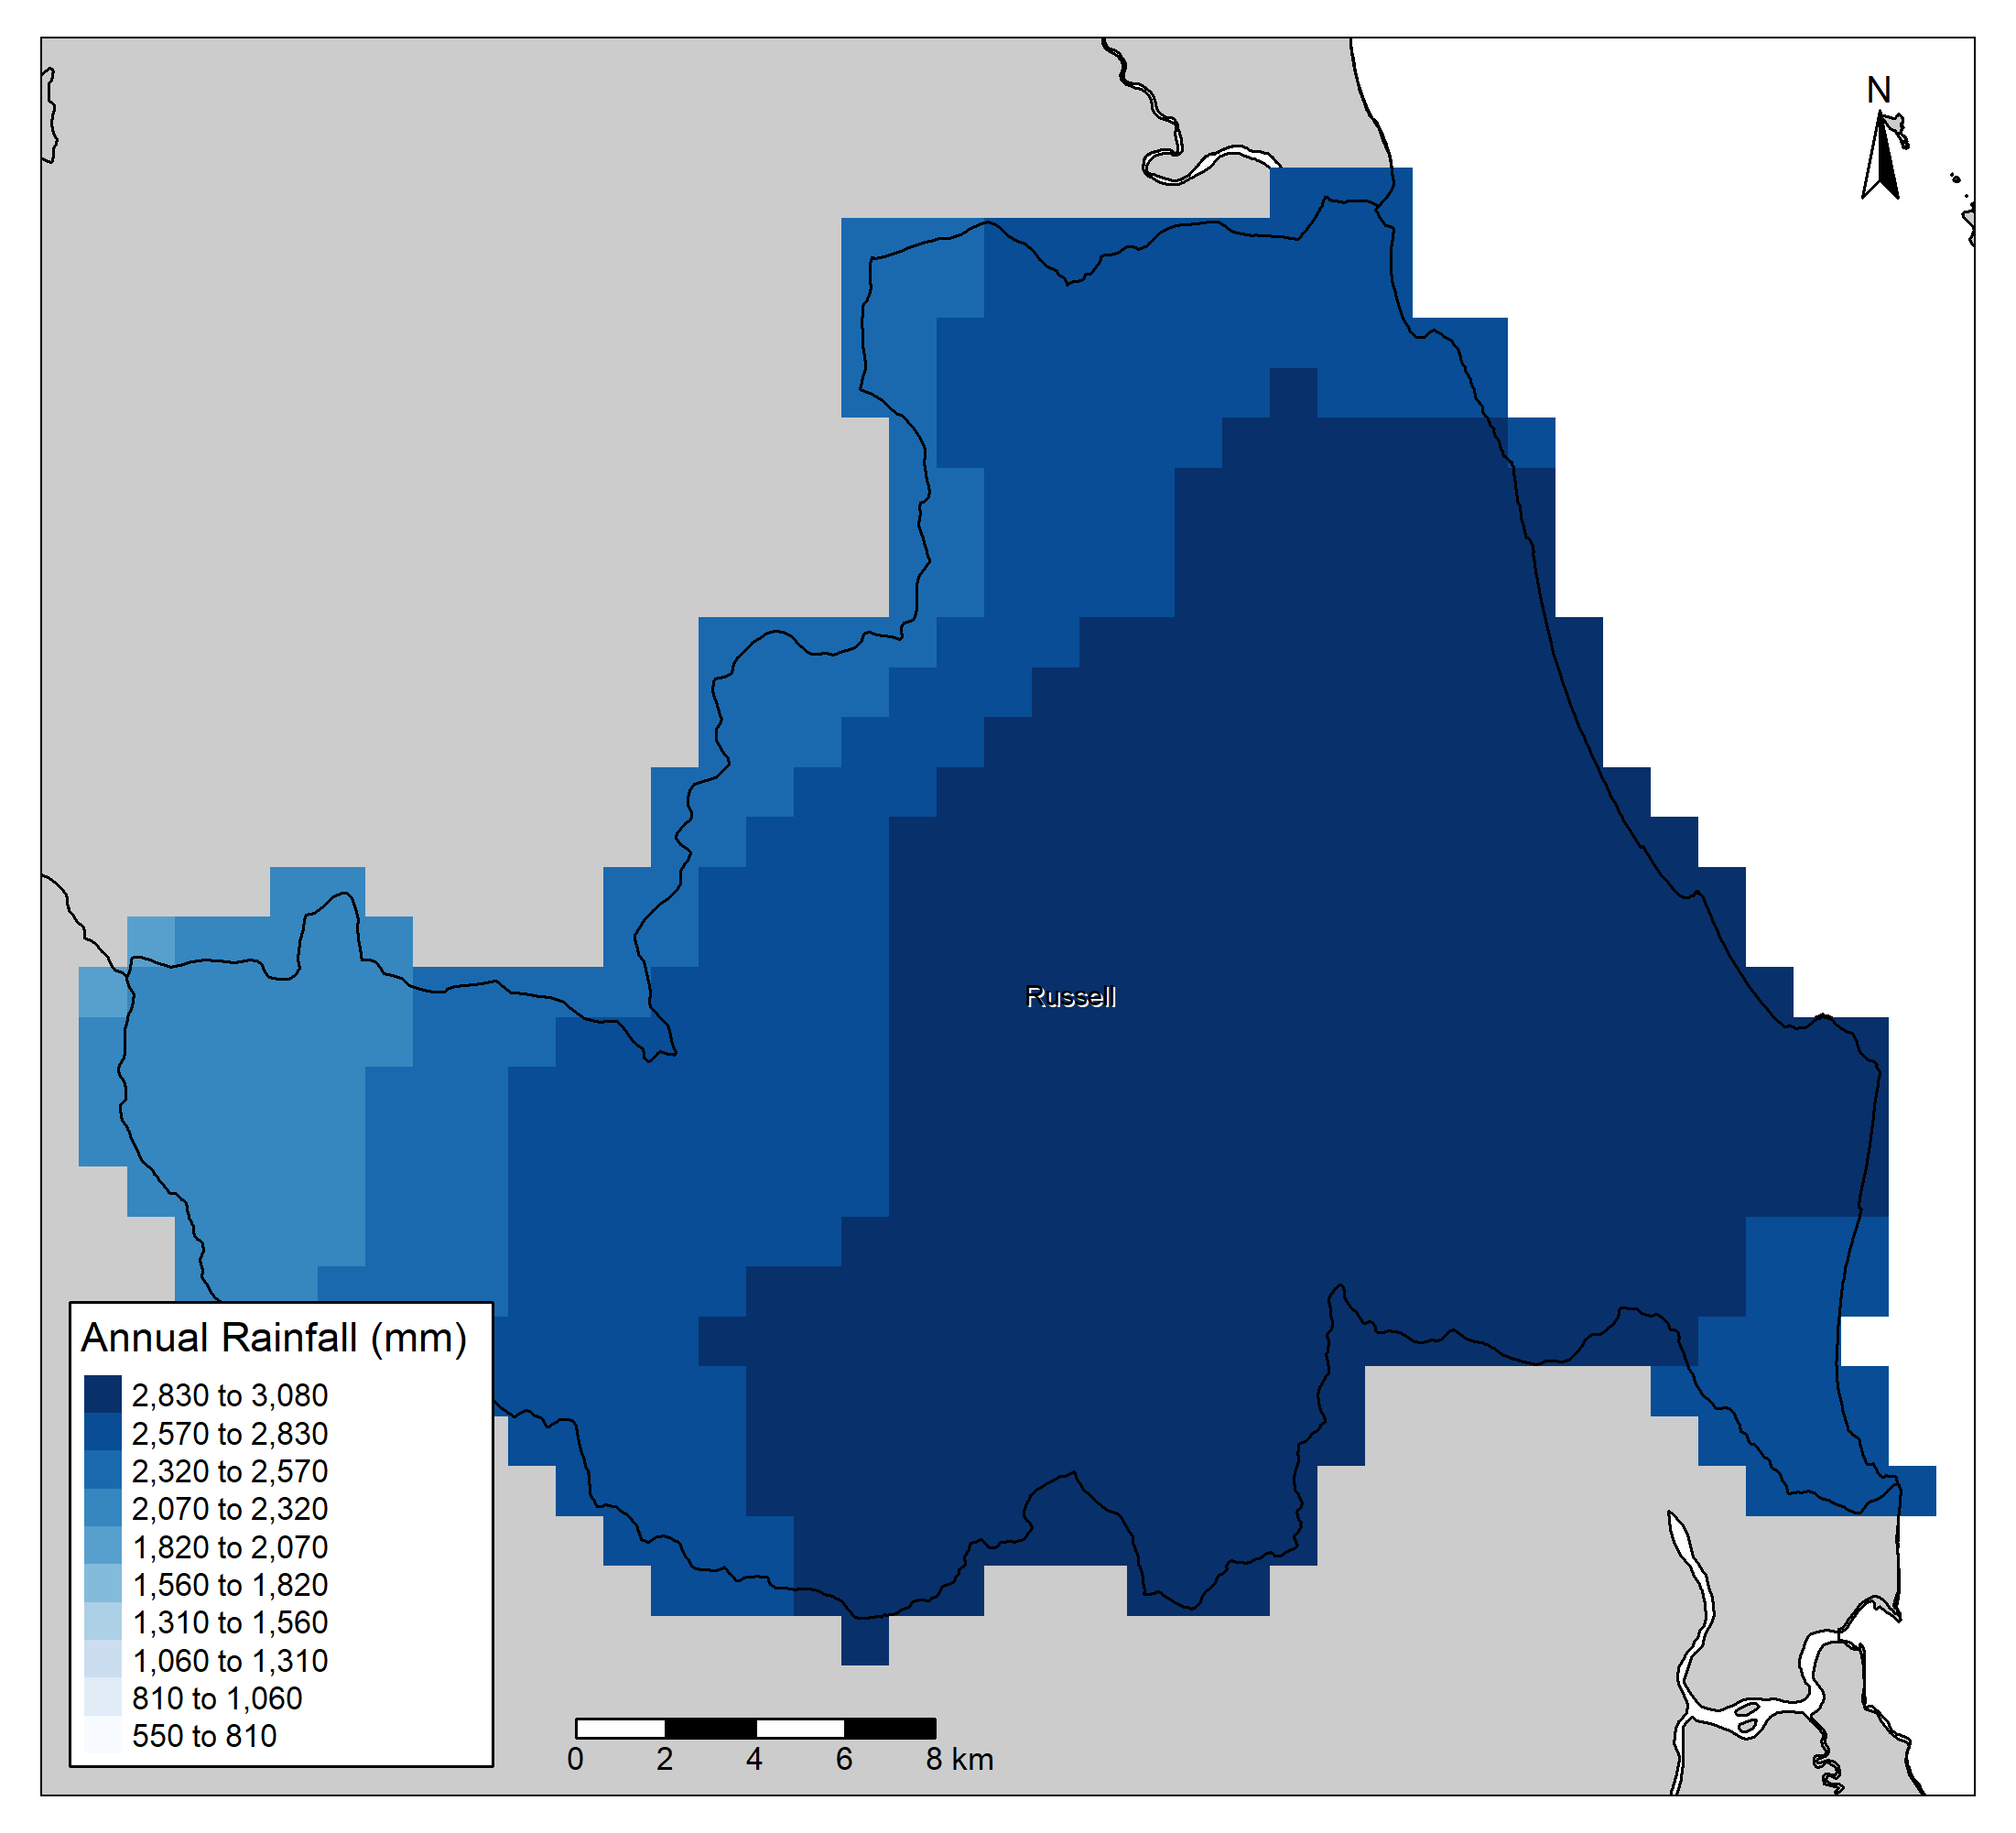 N
Russell
Annual Rainfall (mm)
2,830 to 3,080
2,570 to 2,830
2,320 to 2,570
2,070 to 2,320
1,820 to 2,070
1,560 to 1,820
1,310 to 1,560
1,060 to 1,310
810 to 1,060
550 to 810
0 2 4 6 8 km